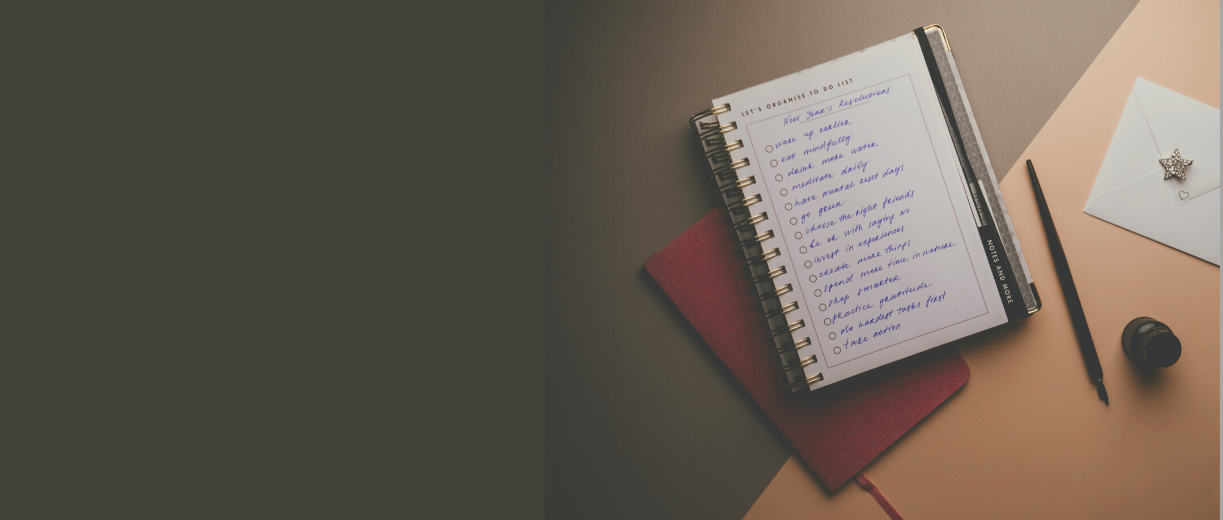 LET'S ORGANISE TO DO LIST
New Year's Resolutions
wake up earlier
eat mindfully
drink more water
meditate daily
have mental reset days
go green
choose the right friends
be ok with saying No
invest in experiences
create more things
spend more time in nature
shop smarter
practice gratitude
do hardest tasks first
take action
NOTES AND MORE